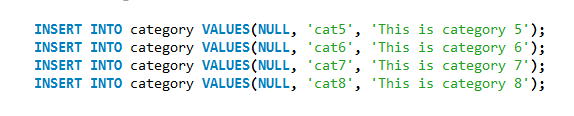 INSERT INTO category VALUES(NULL, 'cat5', 'This is category 5');
INSERT INTO category VALUES(NULL, 'cat6', 'This is category 6');
INSERT INTO category VALUES(NULL, 'cat7', 'This is category 7');
INSERT INTO category VALUES(NULL, 'cat8', 'This is category 8');